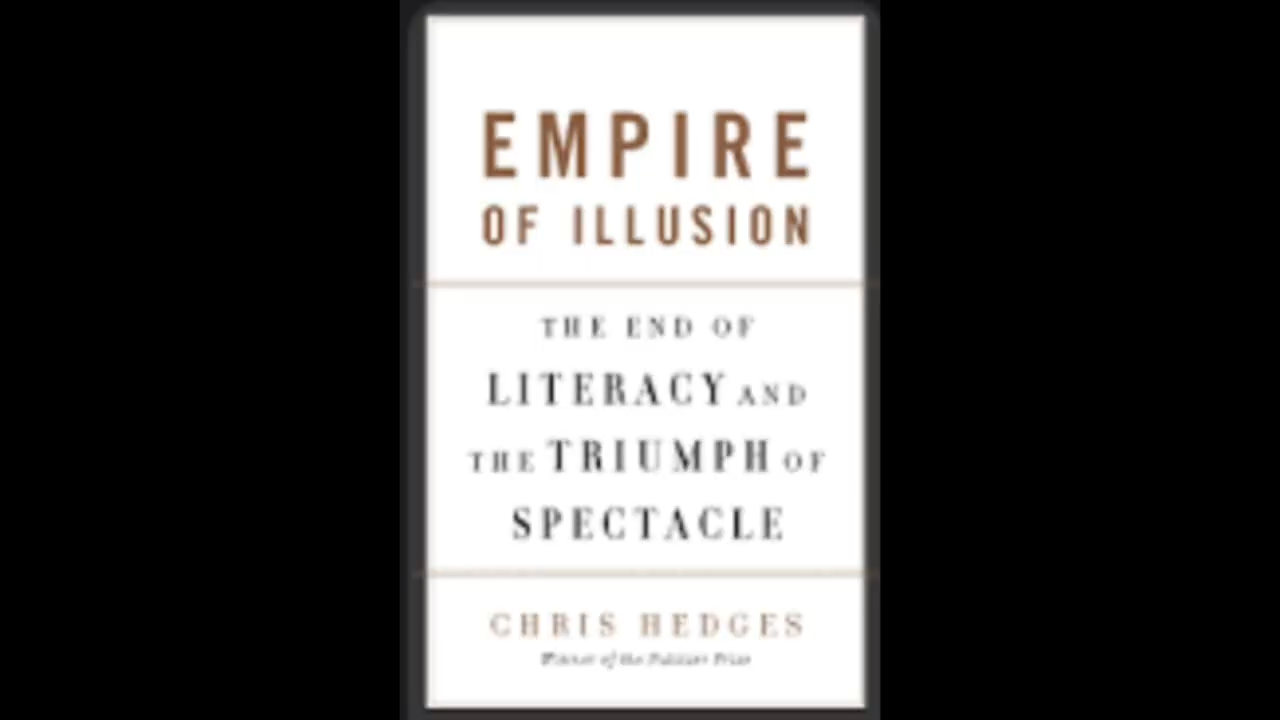 EMPIRE
OF ILLUSION
THE END OF
LITERACY AND
THE TRIUMPH OF
SPECTACLE
CHRIS HEDGES
Winner of the Pulitzer Prize